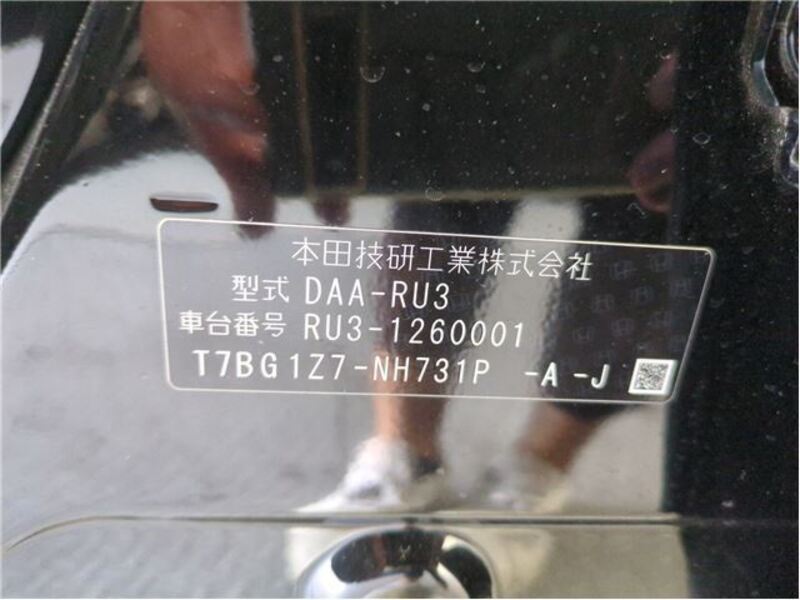 本田技研工業株式会社
型式 DAA-RU3
車台番号 RU3-1260001
T7BG1Z7-NH731P -A -J